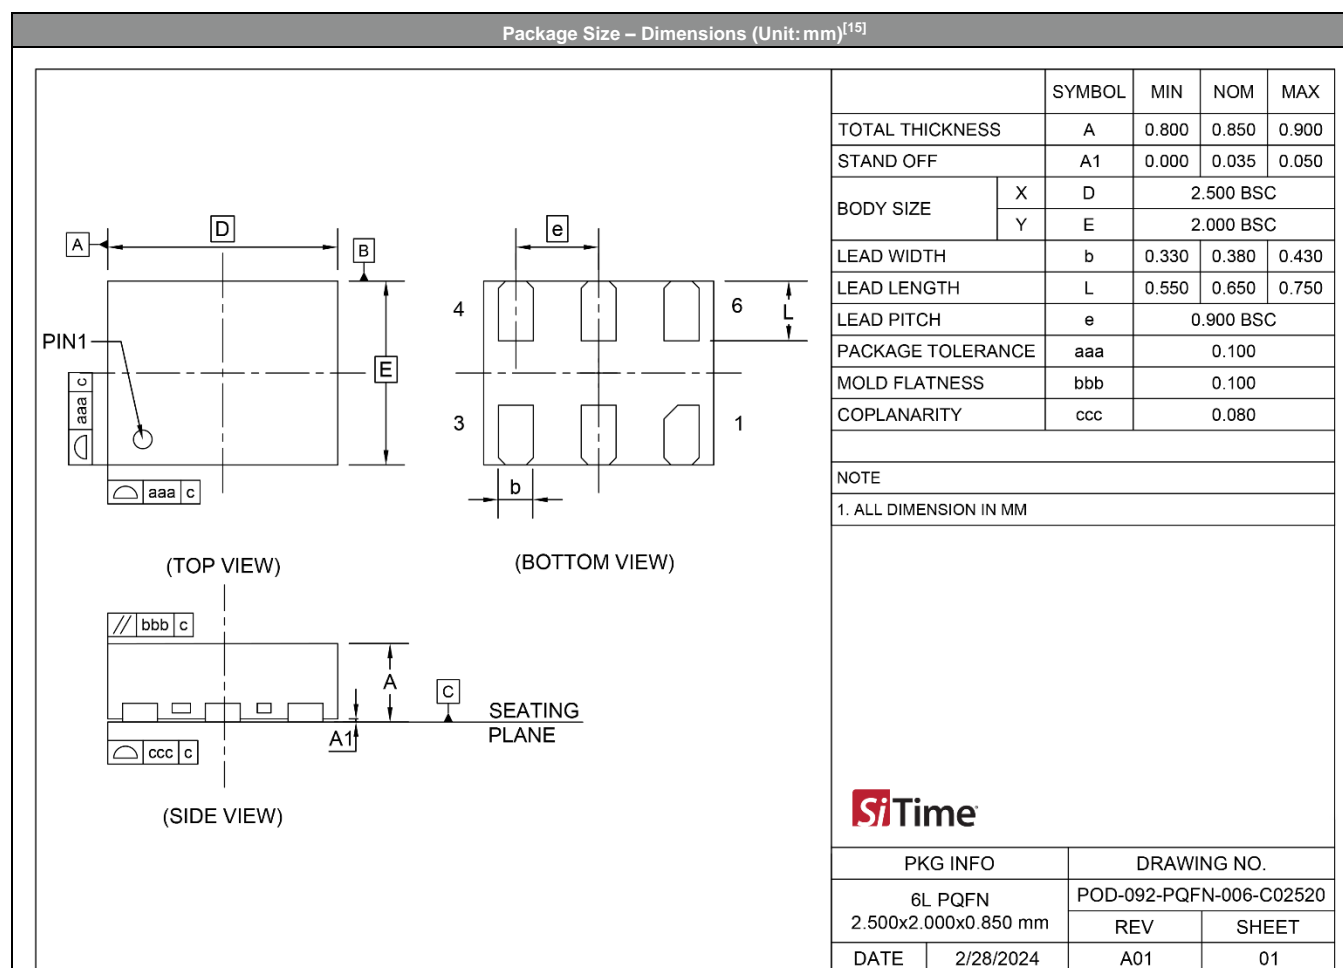 Package Size – Dimensions (Unit: mm)[15]
SYMBOL MIN NOM MAX
TOTAL THICKNESS A 0.800 0.850 0.900
STAND OFF A1 0.000 0.035 0.050
BODY SIZE X D 2.500 BSC
Y E 2.000 BSC
LEAD WIDTH b 0.330 0.380 0.430
LEAD LENGTH L 0.550 0.650 0.750
LEAD PITCH e 0.900 BSC
PACKAGE TOLERANCE aaa 0.100
MOLD FLATNESS bbb 0.100
COPLANARITY ccc 0.080
NOTE
1. ALL DIMENSION IN MM
A D B
PIN1
E
aaa c
aaa c
(TOP VIEW)
e
4 6 L
3 1
b
(BOTTOM VIEW)
// bbb c
A
C
SEATING
PLANE
A1
ccc c
(SIDE VIEW)
SiTime
PKG INFO DRAWING NO.
6L PQFN
2.500x2.000x0.850 mm
POD-092-PQFN-006-C02520
REV SHEET
DATE 2/28/2024 A01 01